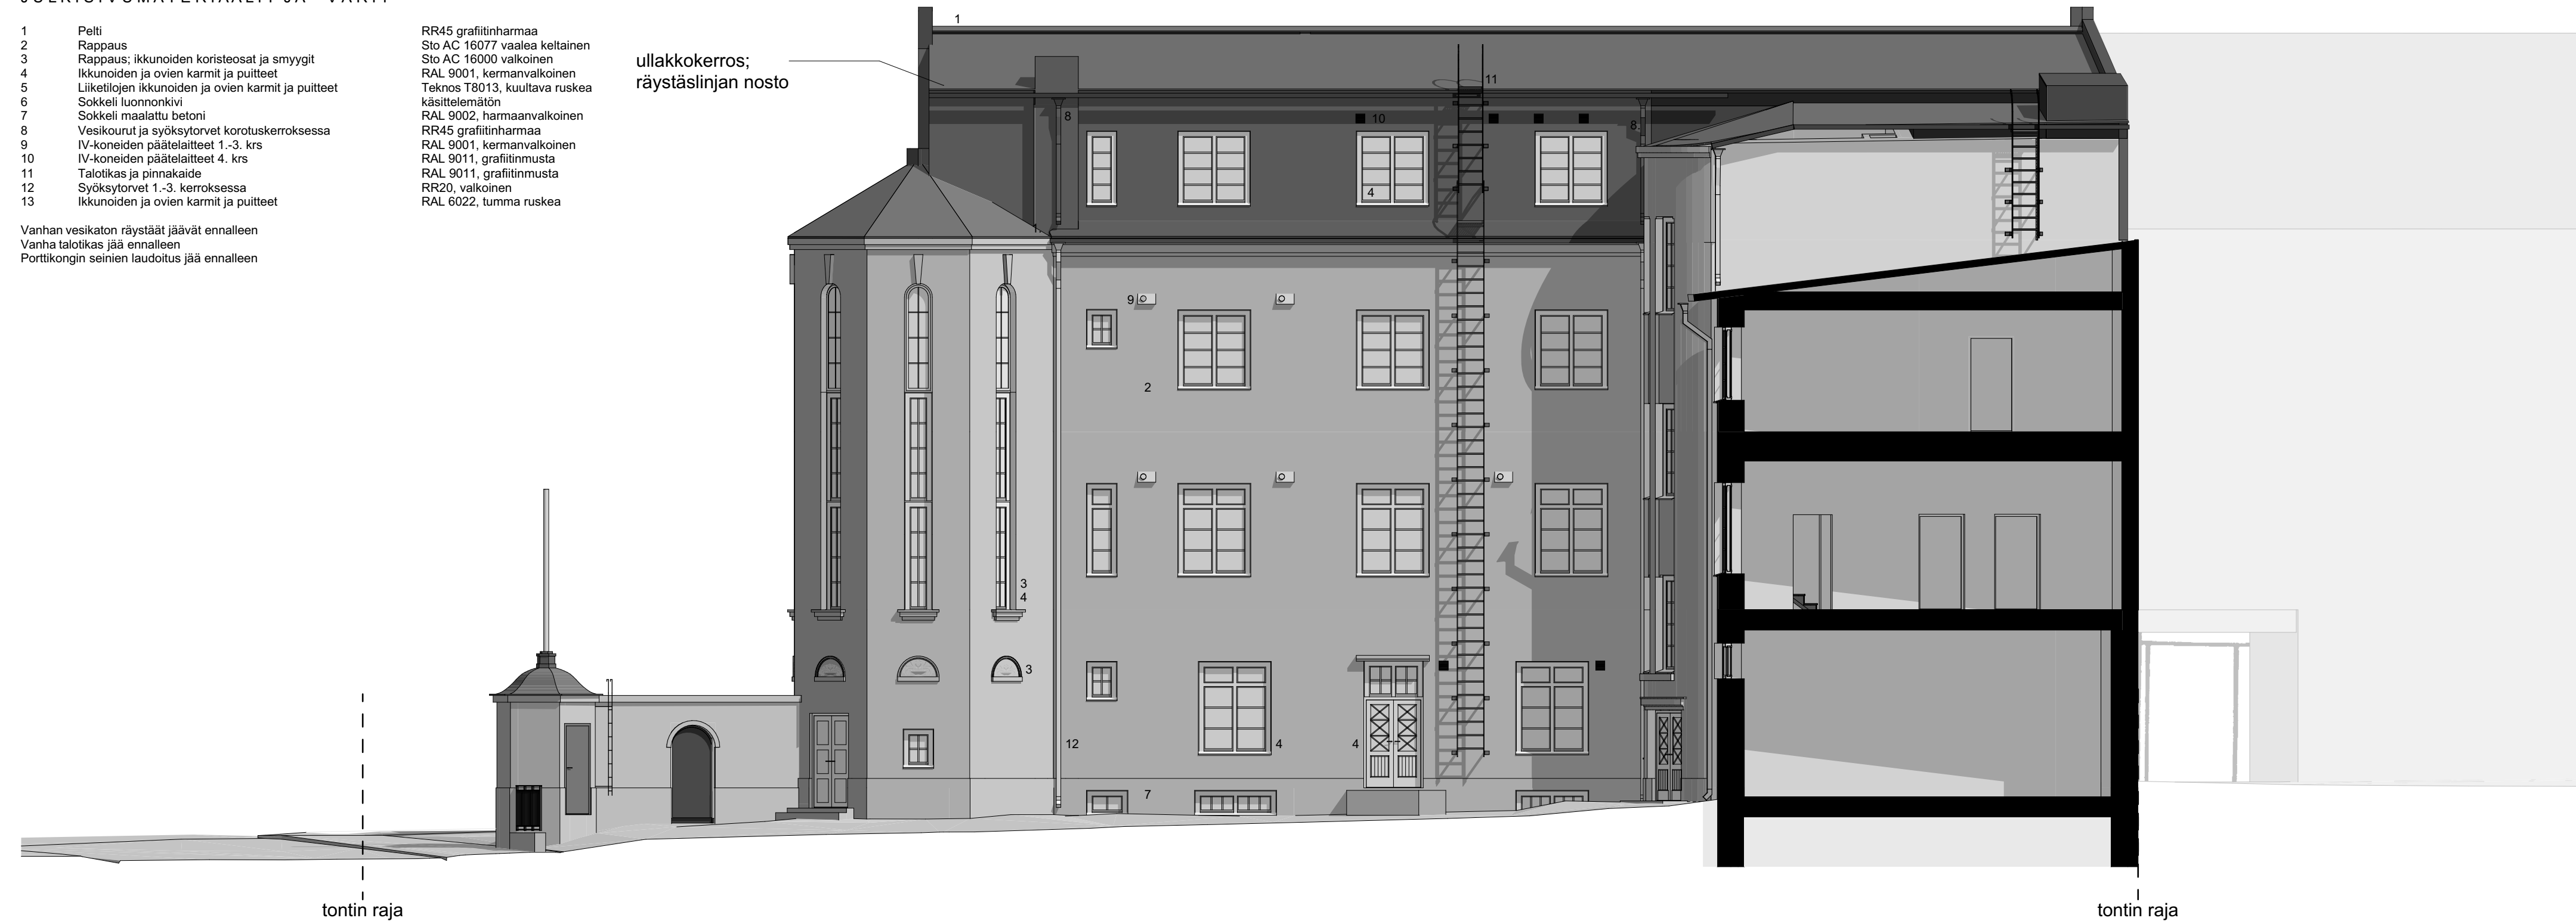 JULKISIVUMATERIAALIT JA -VÄRIT
1 Pelti RR45 grafiitinharmaa
2 Rappaus Sto AC 16077 vaalea keltainen
3 Rappaus; ikkunoiden koristeosat ja smyygit Sto AC 16000 valkoinen
4 Ikkunoiden ja ovien karmit ja puitteet RAL 9001, kermanvalkoinen
5 Liiketilojen ikkunoiden ja ovien karmit ja puitteet Teknos T8013, kuultava ruskea
6 Sokkeli luonnonkivi käsittelemätön
7 Sokkeli maalattu betoni RAL 9002, harmaanvalkoinen
8 Vesikourut ja syöksytorvet korotuskerroksessa RR45 grafiitinharmaa
9 IV-koneiden päätelaitteet 1.-3. krs RAL 9001, kermanvalkoinen
10 IV-koneiden päätelaitteet 4. krs RAL 9011, grafiitinmusta
11 Talotikas ja pinnakaide RAL 9011, grafiitinmusta
12 Syöksytorvet 1.-3. kerroksessa RR20, valkoinen
13 Ikkunoiden ja ovien karmit ja puitteet RAL 6022, tumma ruskea
Vanhan vesikaton räystäät jäävät ennalleen
Vanha talotikas jää ennalleen
Porttikongin seinien laudoitus jää ennalleen
ullakkokerros;
räystäslinjan nosto
1
11
8
10
8
4
1
9
2
3
4
3
12
4
4
7
tontin raja
tontin raja